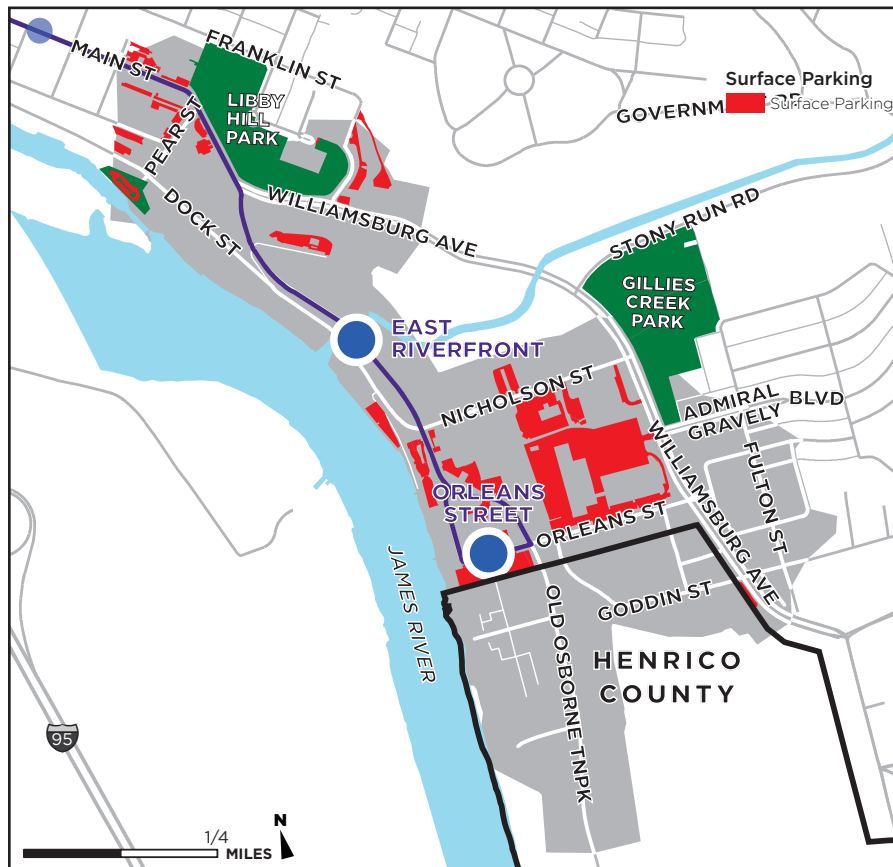 FRANKLIN ST
MAIN ST
Surface Parking
Surface Parking
LIBBY
HILL
PARK
PEAR ST
DOCK ST
WILLIAMSBURG AVE
STONY RUN RD
GILLIES
CREEK
PARK
EAST
RIVERFRONT
NICHOLSON ST
ADMIRAL
GRAVELY
BLVD
WILLIAMSBURG AVE
FULTON ST
ORLEANS
STREET
ORLEANS ST
JAMES RIVER
OLD OSBORNE TNPK
GODDIN ST
HENRICO
COUNTY
95
1/4
MILES
N